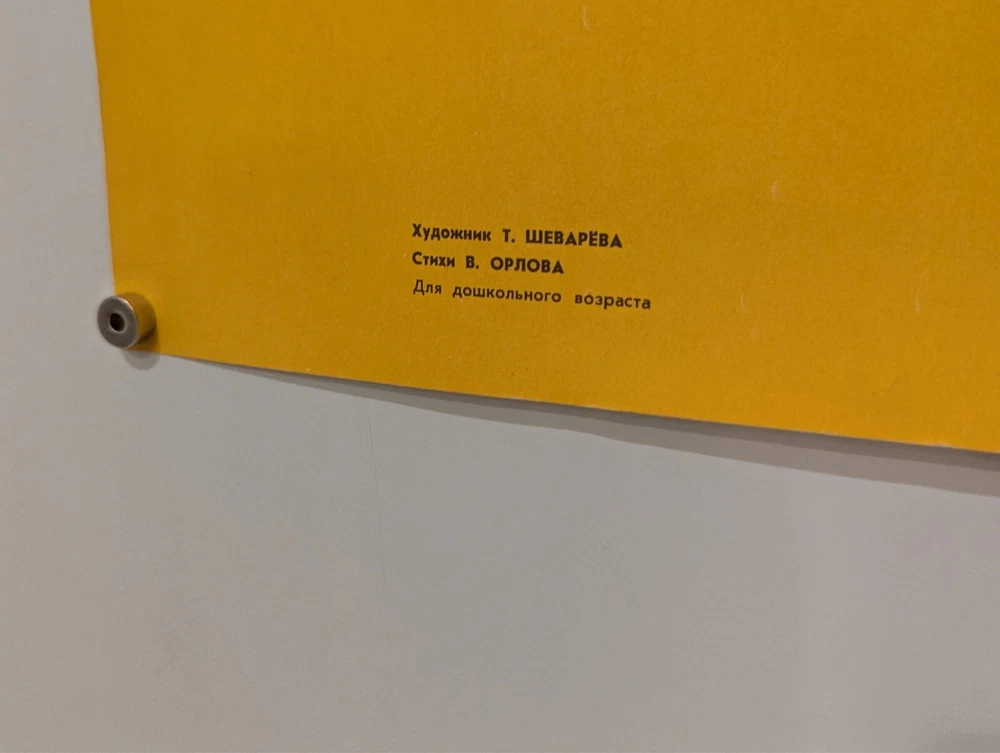 Художник Т. ШЕВАРЁВА
Стихи В. ОРЛОВА
Для дошкольного возраста